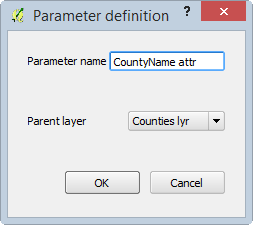 Parameter definition ?
Parameter name CountyName attr
Parent layer Counties lyr
OK Cancel